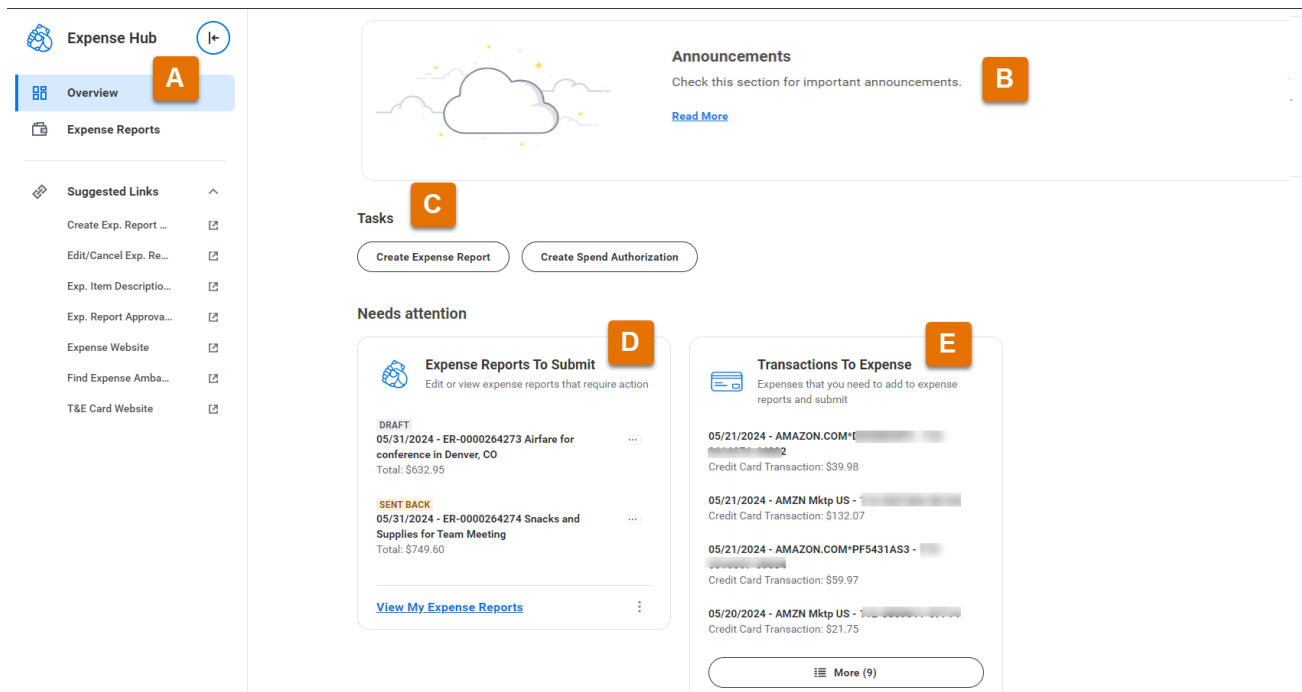 Expense Hub
A
Overview
Expense Reports
Suggested Links
Create Exp. Report ...
Edit/Cancel Exp. Re...
Exp. Item Descriptio...
Exp. Report Approva...
Expense Website
Find Expense Amba...
T&E Card Website
Announcements
B
Check this section for important announcements.
Read More
C
Tasks
Create Expense Report
Create Spend Authorization
Needs attention
D
Expense Reports To Submit
Edit or view expense reports that require action
DRAFT
05/31/2024 - ER-0000264273 Airfare for
conference in Denver, CO
Total: $632.95
SENT BACK
05/31/2024 - ER-0000264274 Snacks and
Supplies for Team Meeting
Total: $749.60
View My Expense Reports
E
Transactions To Expense
Expenses that you need to add to expense
reports and submit
05/21/2024 - AMAZON.COM*
Credit Card Transaction: $39.98
05/21/2024 - AMZN Mktp US -
Credit Card Transaction: $132.07
05/21/2024 - AMAZON.COM*PF5431AS3 -
Credit Card Transaction: $59.97
05/20/2024 - AMZN Mktp US -
Credit Card Transaction: $21.75
More (9)